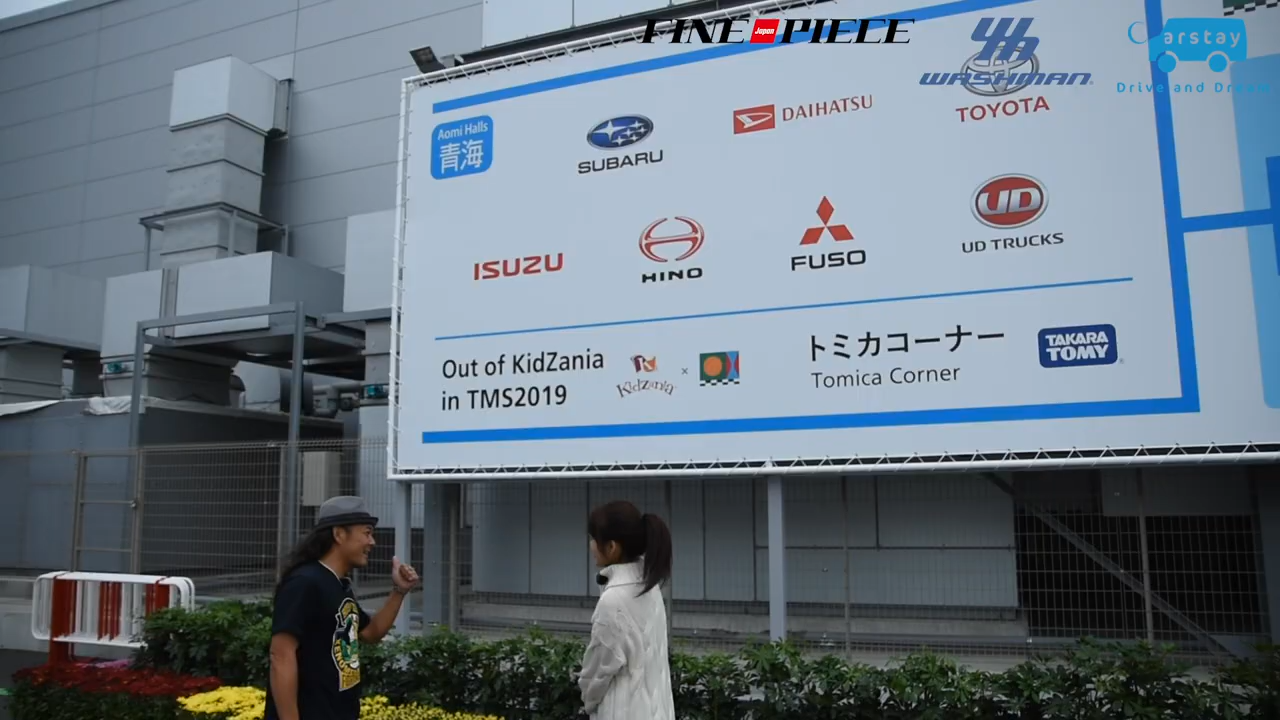 FINE Japan PIECE
WASHMAN
Carstay
Drive and Dream
Aomi Halls
青海
SUBARU
DAIHATSU
TOYOTA
ISUZU
HINO
FUSO
UD
UD TRUCKS
Out of KidZania
in TMS2019
KidZania
×
トミカコーナー
Tomica Corner
TAKARA
TOMY